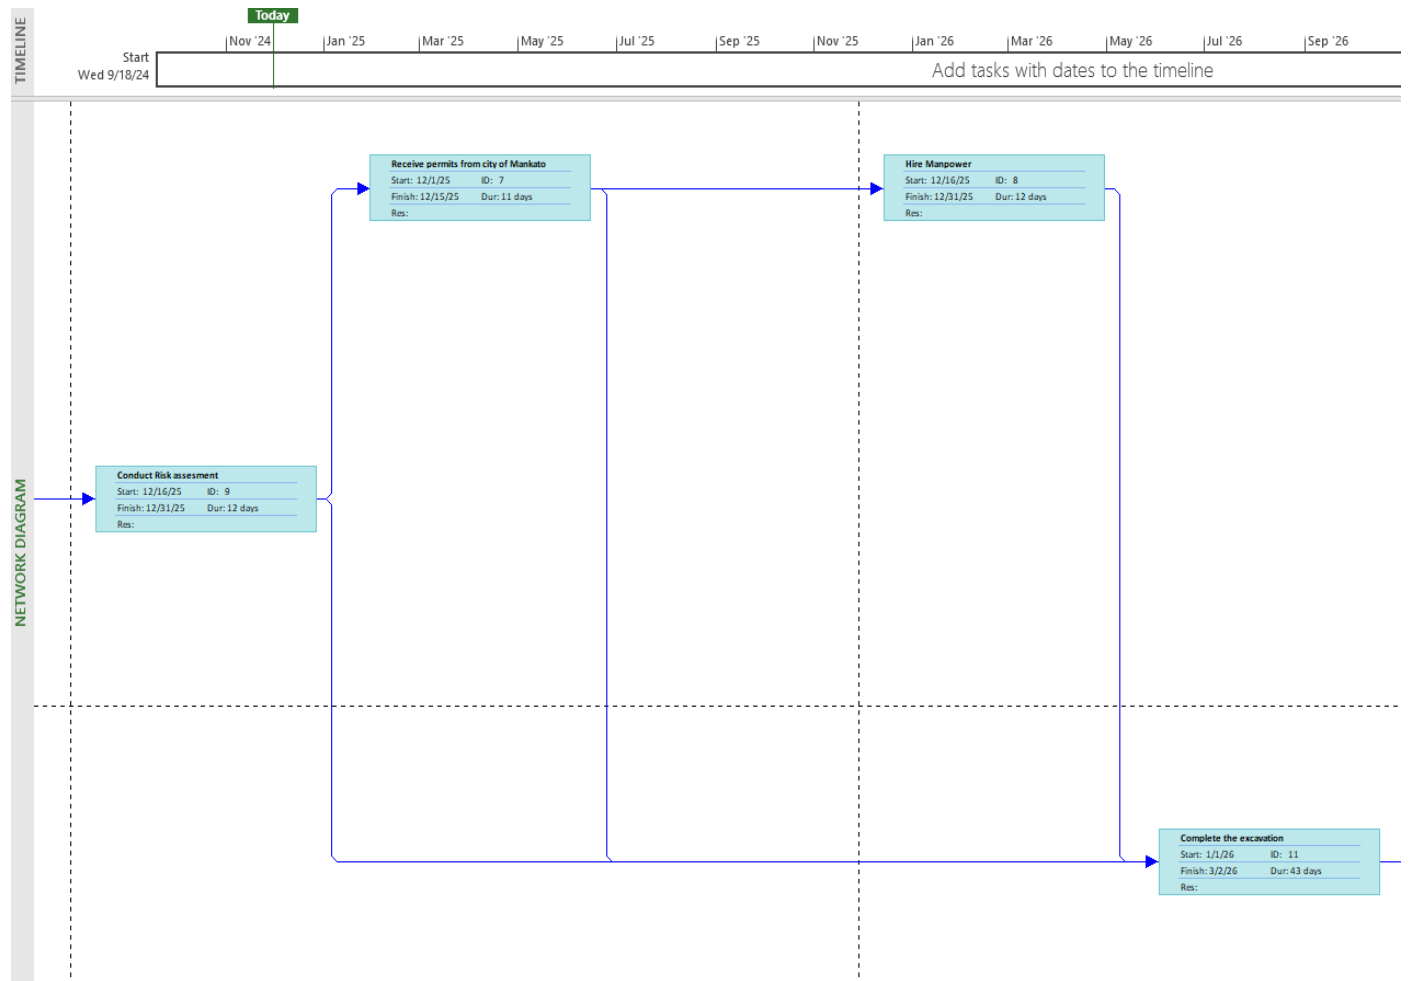 TIMELINE
Today
Nov '24
Jan '25
Mar '25
May '25
Jul '25
Sep '25
Nov '25
Jan '26
Mar '26
May '26
Jul '26
Sep '26
Start
Wed 9/18/24
Add tasks with dates to the timeline
NETWORK DIAGRAM
Receive permits from city of Mankato
Start: 12/1/25 ID: 7
Finish: 12/15/25 Dur: 11 days
Res:
Hire Manpower
Start: 12/16/25 ID: 8
Finish: 12/31/25 Dur: 12 days
Res:
Conduct Risk assesment
Start: 12/16/25 ID: 9
Finish: 12/31/25 Dur: 12 days
Res:
Complete the excavation
Start: 1/1/26 ID: 11
Finish: 3/2/26 Dur: 43 days
Res: